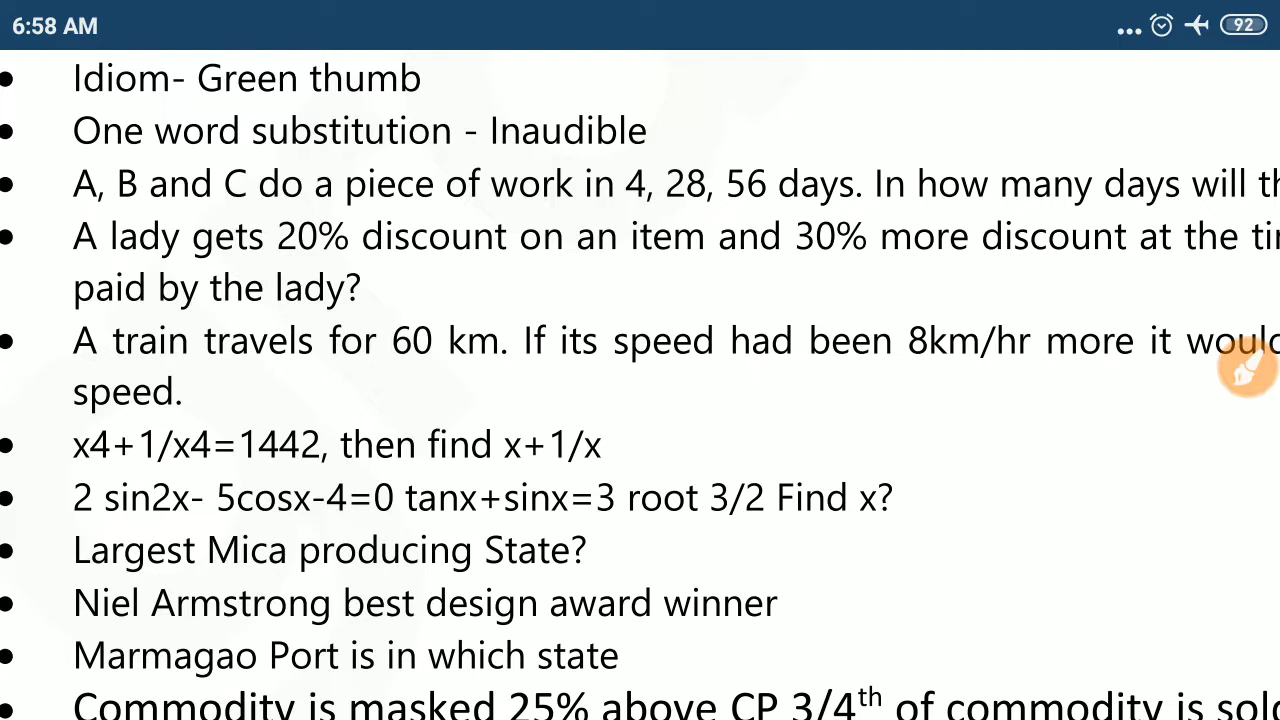 6:58 AM
92
Idiom- Green thumb
One word substitution - Inaudible
A, B and C do a piece of work in 4, 28, 56 days. In how many days will
A lady gets 20% discount on an item and 30% more discount at the
paid by the lady?
A train travels for 60 km. If its speed had been 8km/hr more it
speed.
x4+1/x4=1442, then find x+1/x
2 sin2x- 5cosx-4=0 tanx+sinx=3 root 3/2 Find x?
Largest Mica producing State?
Niel Armstrong best design award winner
Marmagao Port is in which state
Commodity is masked 25% above CP 3/4th of commodity is